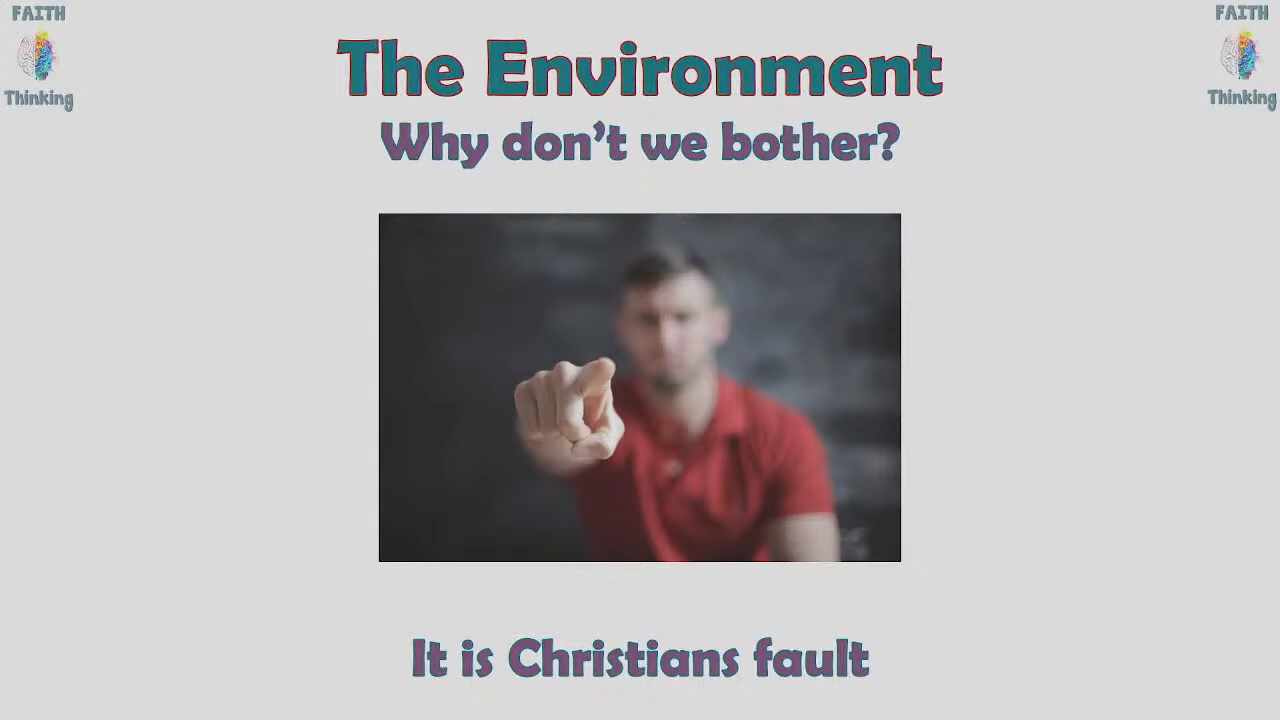 FAITH
Thinking
FAITH
Thinking
The Environment
Why don’t we bother?
It is Christians fault